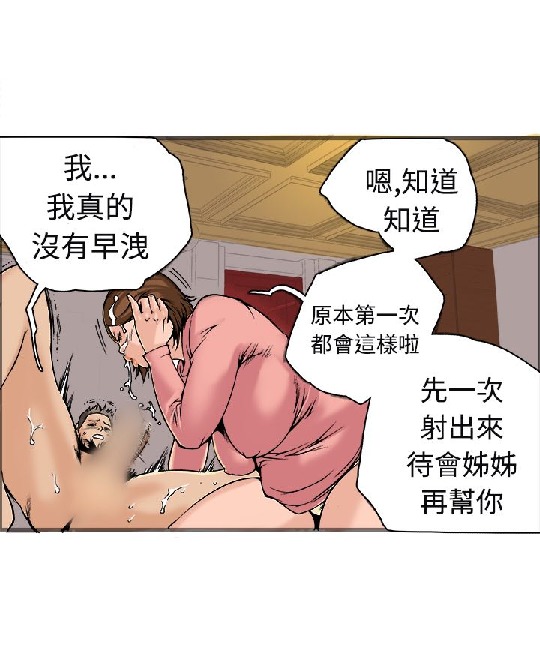 我...
我真的
沒有早洩
嗯,知道
知道
原本第一次
都會這樣啦
先一次
射出來
待會姊姊
再幫你